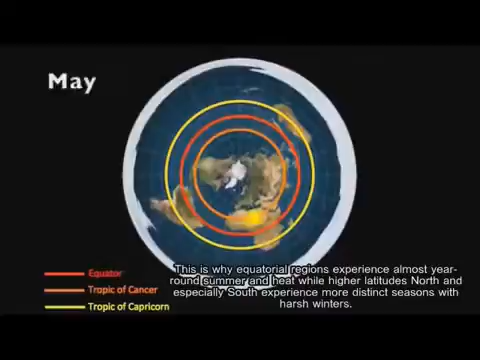 May
Equator
Tropic of Cancer
Tropic of Capricorn
This is why equatorial regions experience almost year-
round summer and heat while higher latitudes North and
especially South experience more distinct seasons with
harsh winters.